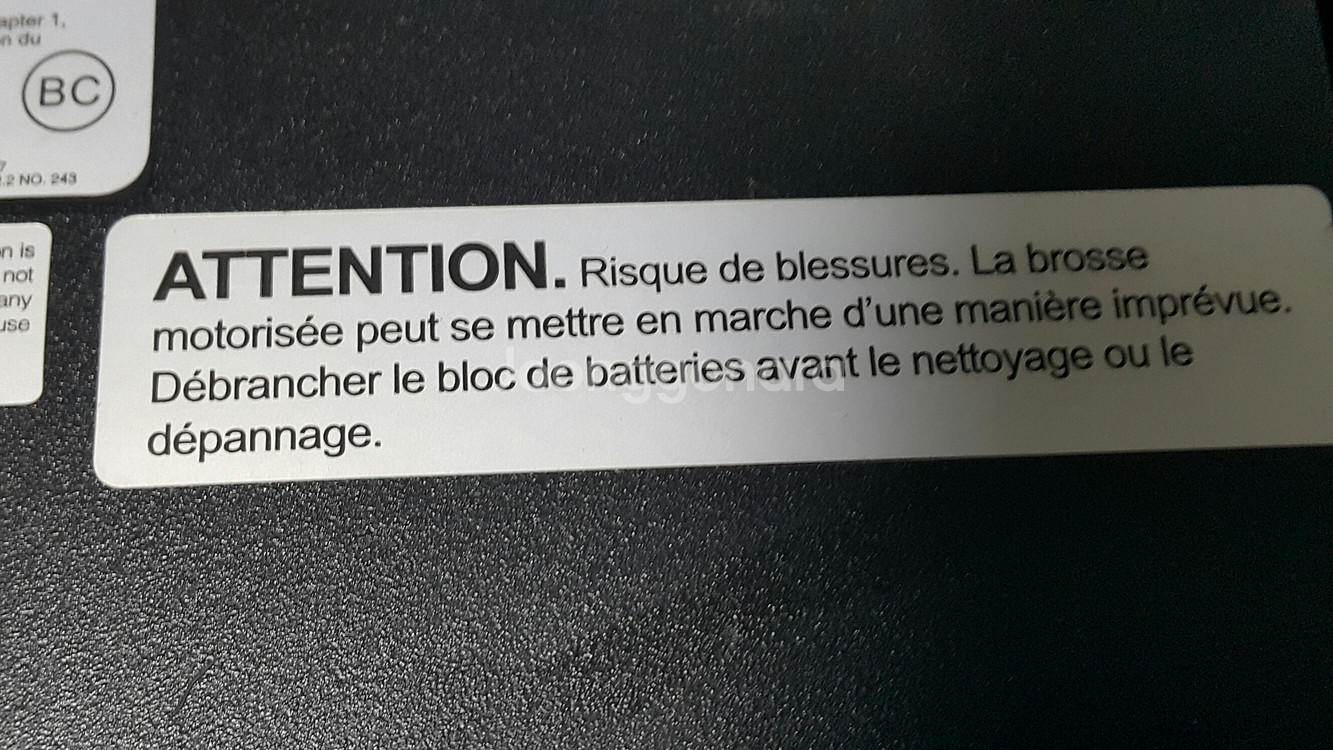 apter 1,
n du
BC
.2 NO. 243
n is
not
any
use
ATTENTION. Risque de blessures. La brosse
motorisée peut se mettre en marche d'une manière imprévue.
Débrancher le bloc de batteries avant le nettoyage ou le
dépannage.